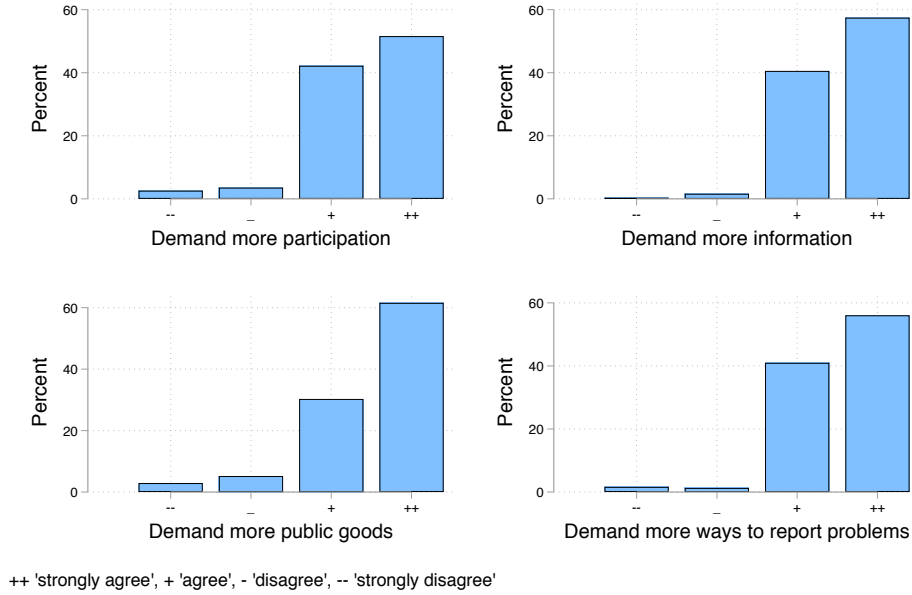 60
40
20
0
Percent
-- _ + ++
Demand more participation
60
40
20
0
Percent
-- _ + ++
Demand more information
60
40
20
0
Percent
-- _ + ++
Demand more public goods
60
40
20
0
Percent
-- _ + ++
Demand more ways to report problems
++ 'strongly agree', + 'agree', - 'disagree', -- 'strongly disagree'